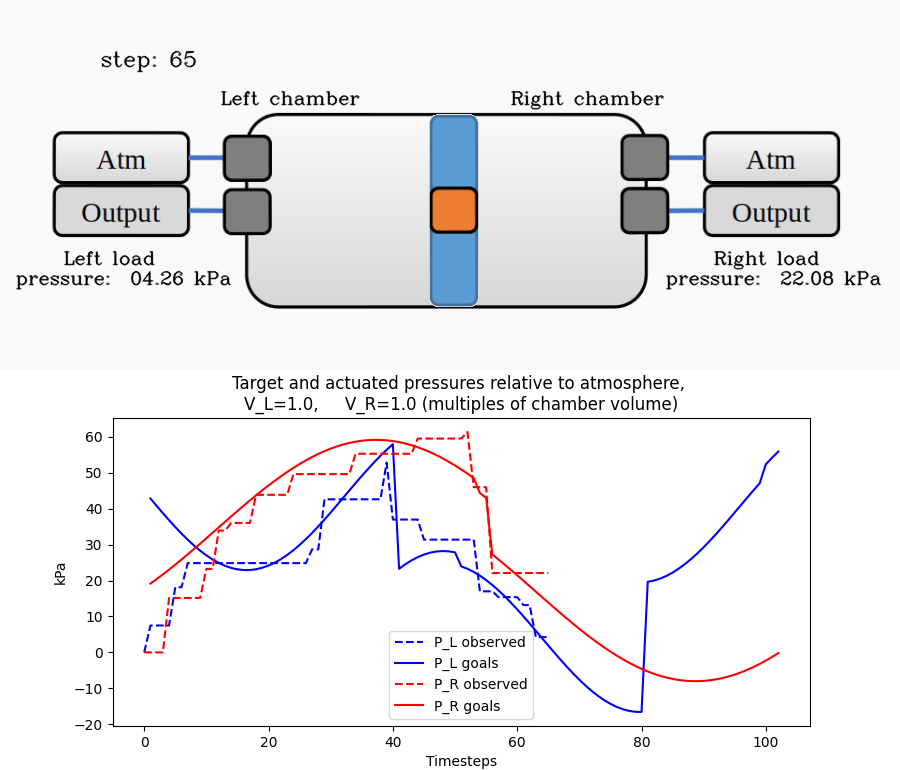 step: 65
Left chamber
Right chamber
Atm
Atm
Output
Output
Left load
pressure: 04.26 kPa
Right load
pressure: 22.08 kPa
Target and actuated pressures relative to atmosphere,
V_L=1.0, V_R=1.0 (multiples of chamber volume)
60
50
40
30
20
10
0
−10
−20
kPa
P_L observed
P_L goals
P_R observed
P_R goals
0 20 40 60 80 100
Timesteps